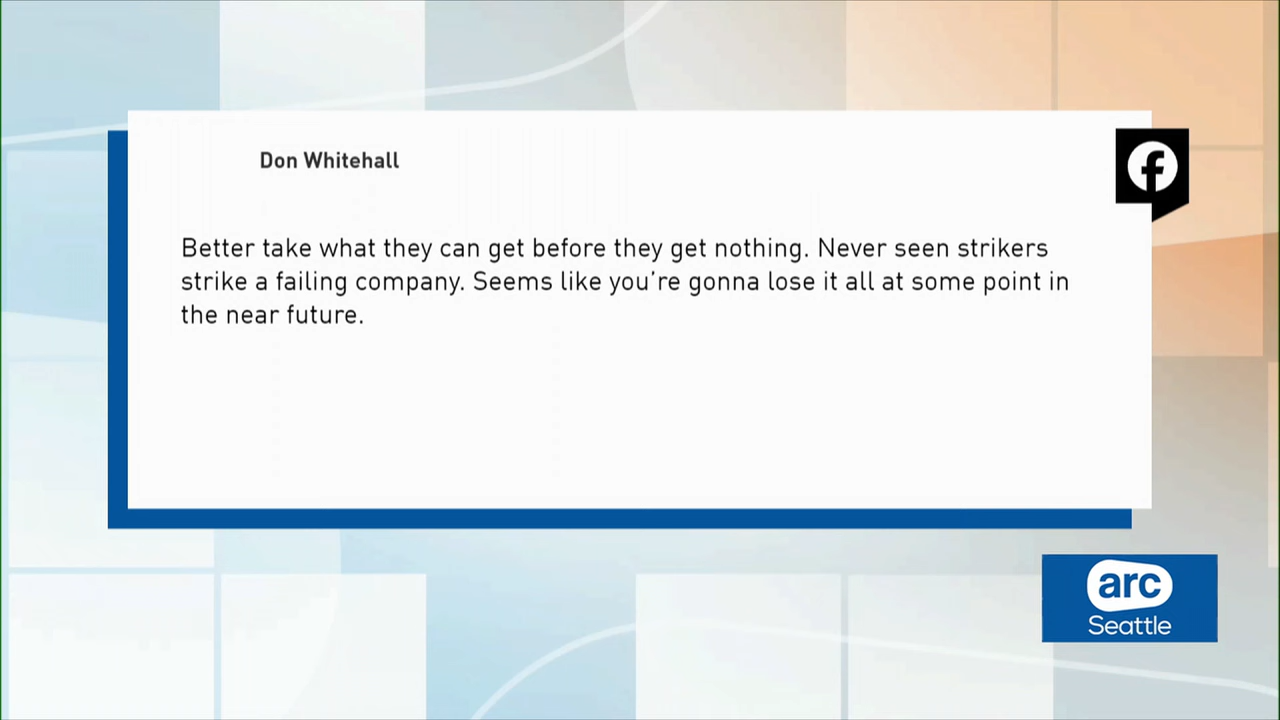 Don Whitehall
Better take what they can get before they get nothing. Never seen strikers
strike a failing company. Seems like you’re gonna lose it all at some point in
the near future.
arc
Seattle